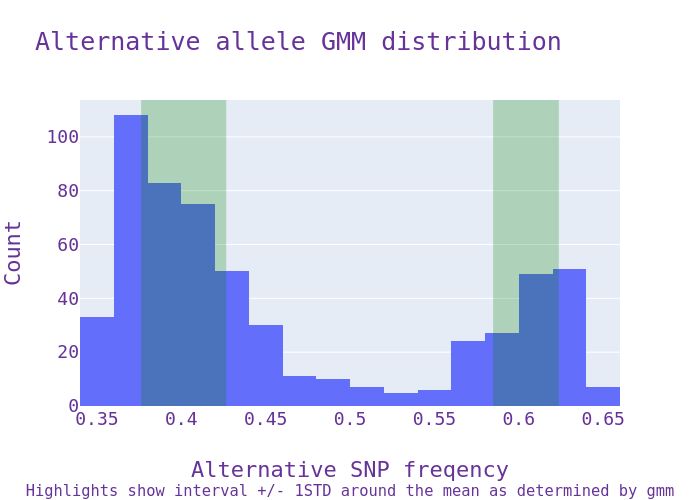 Alternative allele GMM distribution
100
80
60
40
20
0
Count
0.35 0.4 0.45 0.5 0.55 0.6 0.65
Alternative SNP freqency
Highlights show interval +/- 1STD around the mean as determined by gmm